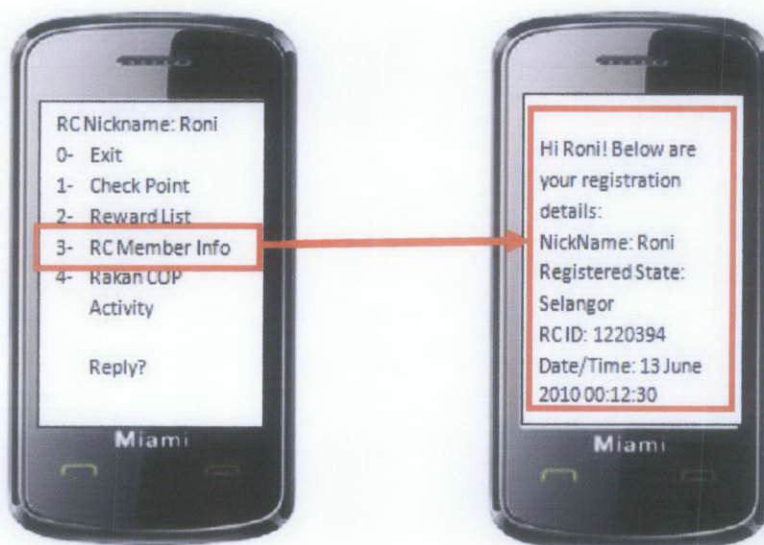 RC Nickname: Roni
0- Exit
1- Check Point
2- Reward List
3- RC Member Info
4- Rakan COP
Activity
Reply?
Miami
Hi Roni! Below are
your registration
details:
NickName: Roni
Registered State:
Selangor
RC ID: 1220394
Date/Time: 13 June
2010 00:12:30
Miami